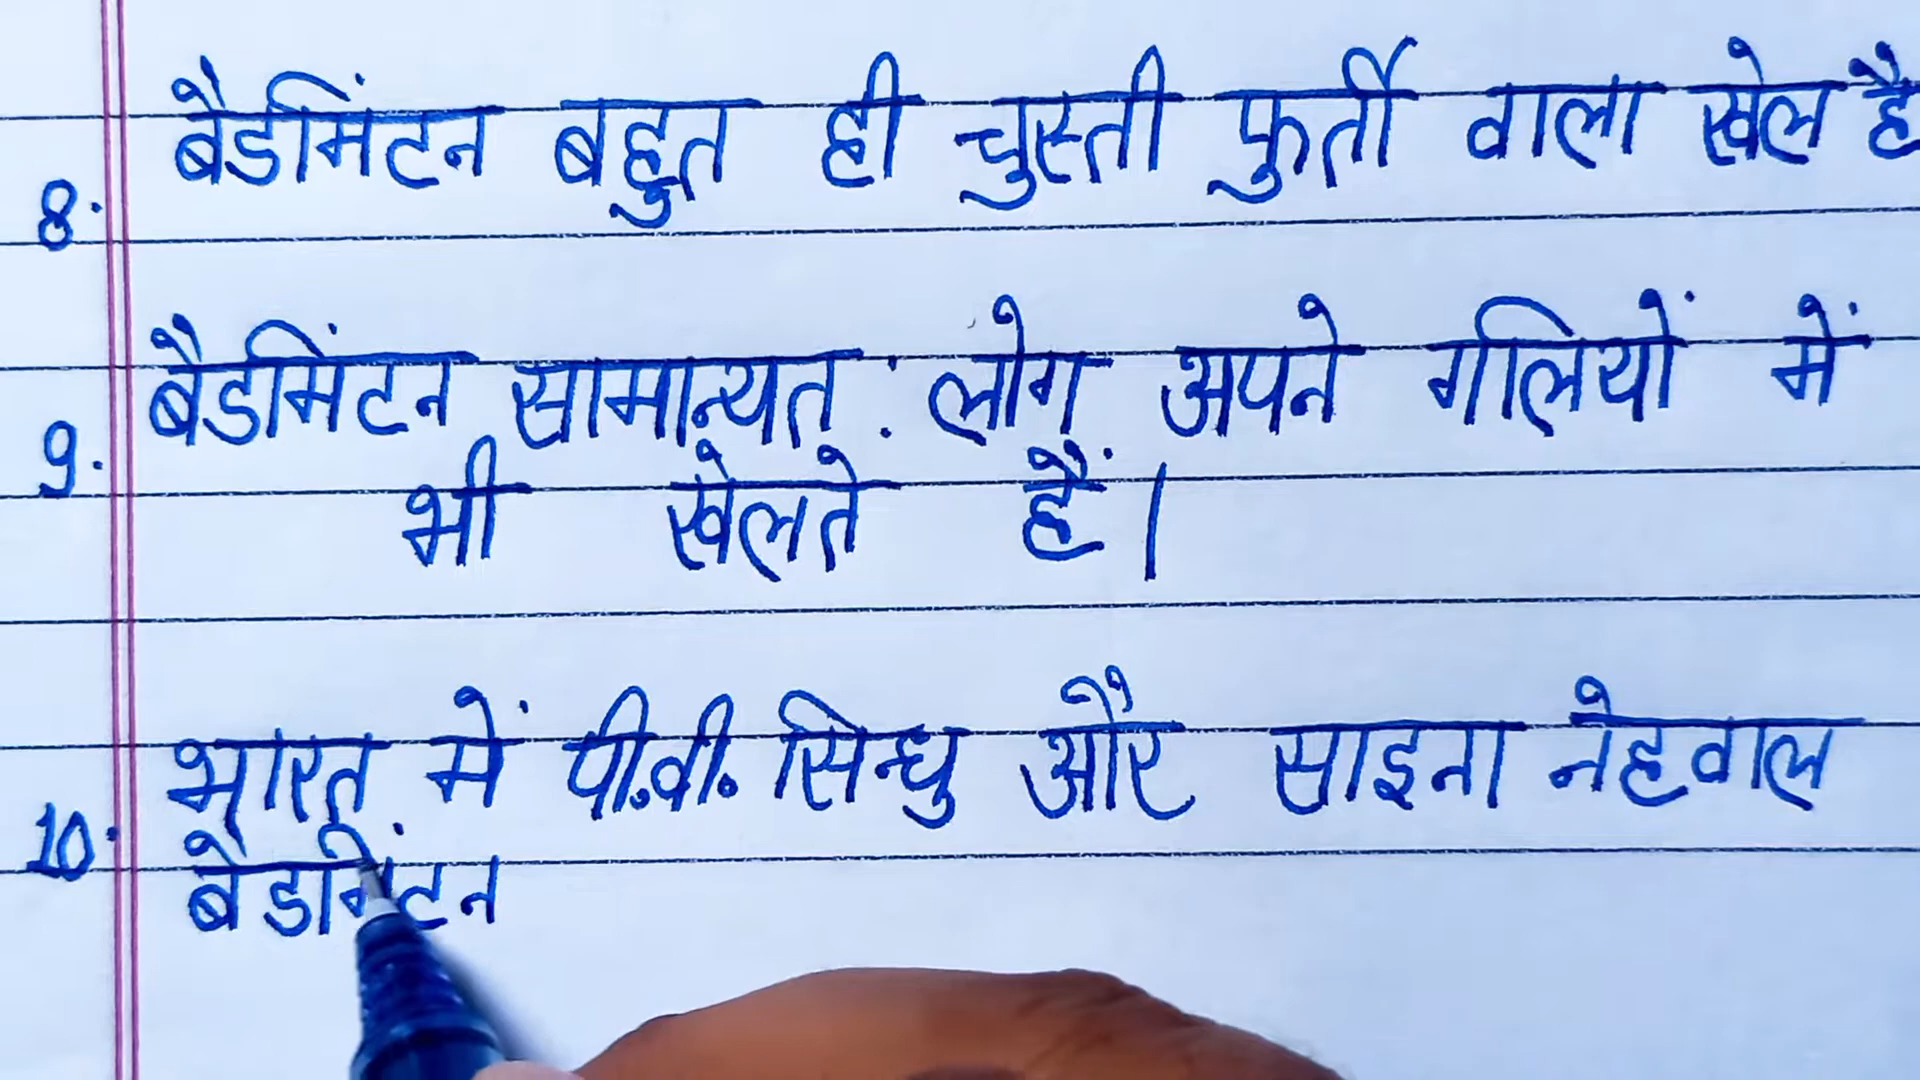 8. बैडमिंटन बहुत ही चुस्ती फुर्ती वाला खेल है
9. बैडमिंटन सामान्यत: लोग अपने गलियों में
भी खेलते हैं।
10. भारत में पी.वी. सिन्धु और साइना नेहवाल
बैडमिंटन